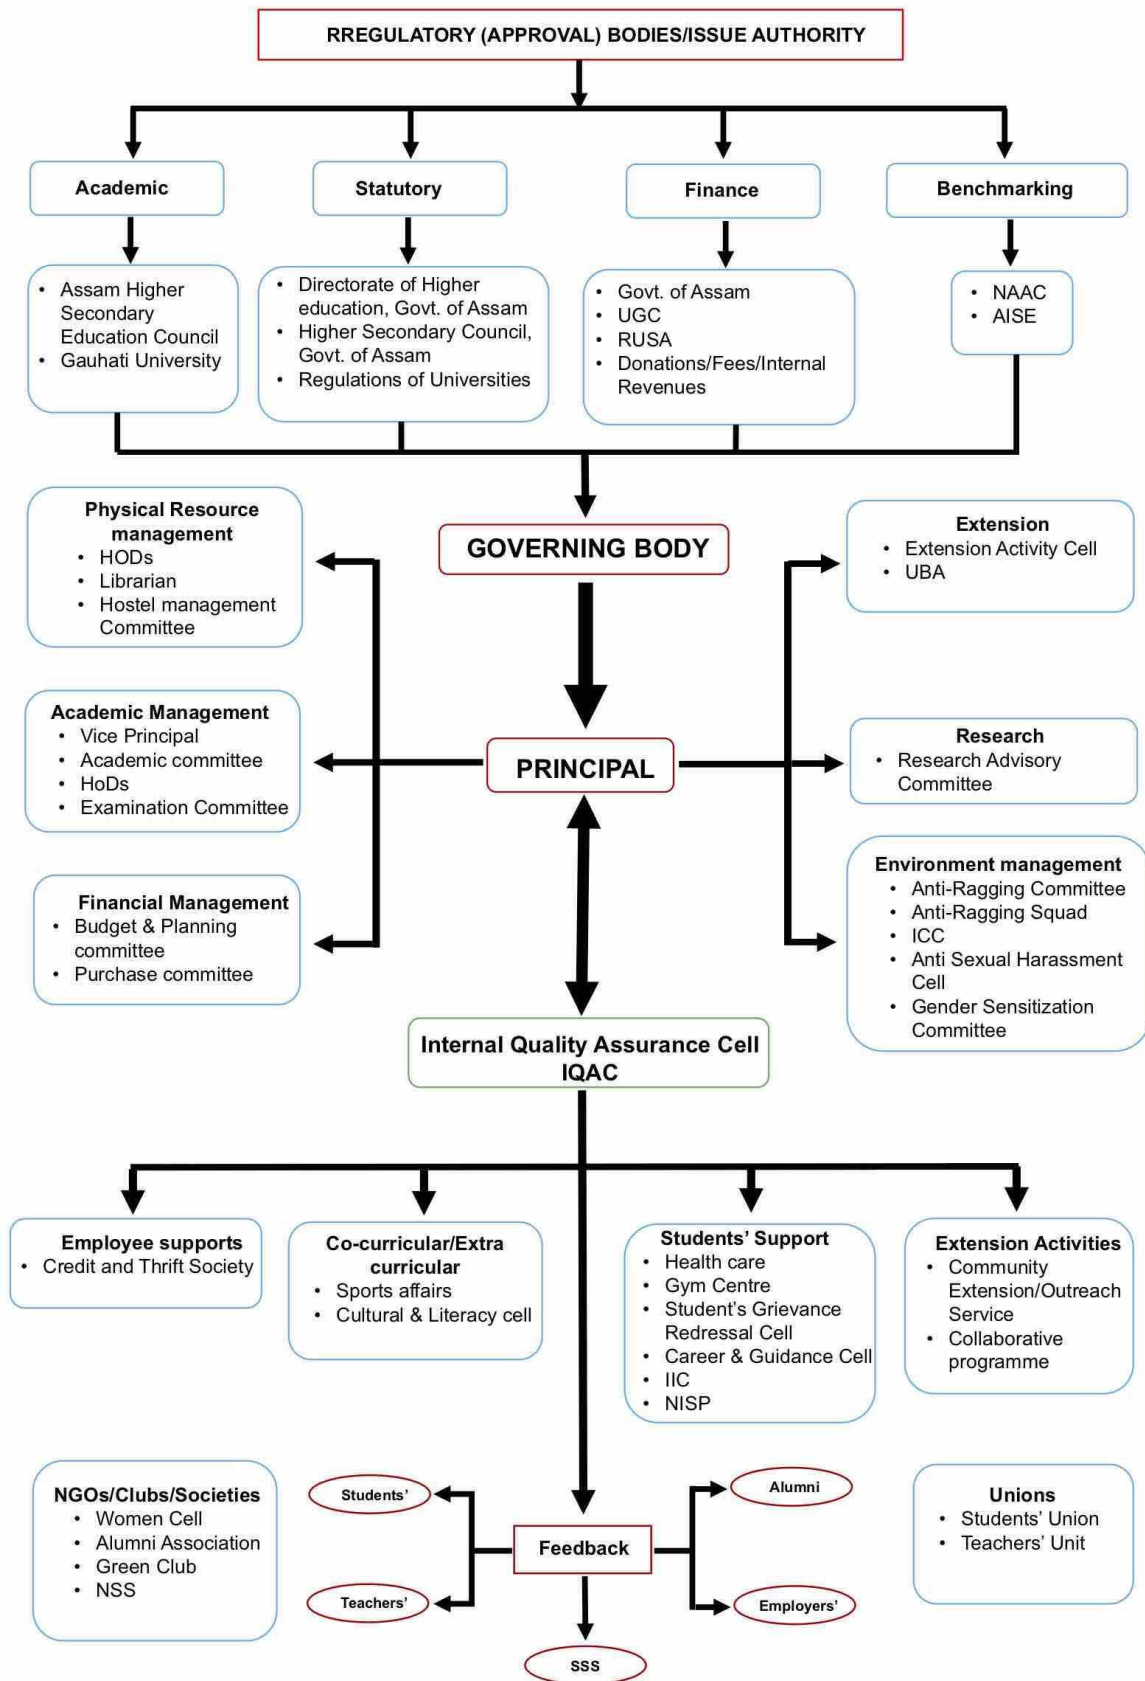 RREGULATORY (APPROVAL) BODIES/ISSUE AUTHORITY
Academic
Statutory
Finance
Benchmarking
• Assam Higher
Secondary
Education Council
• Gauhati University
• Directorate of Higher
education, Govt. of Assam
• Higher Secondary Council,
Govt. of Assam
• Regulations of Universities
• Govt. of Assam
• UGC
• RUSA
• Donations/Fees/Internal
Revenues
• NAAC
• AISE
Physical Resource
management
• HODs
• Librarian
• Hostel management
Committee
GOVERNING BODY
Extension
• Extension Activity Cell
• UBA
Academic Management
• Vice Principal
• Academic committee
• HoDs
• Examination Committee
PRINCIPAL
Research
• Research Advisory
Committee
Financial Management
• Budget & Planning
committee
• Purchase committee
Environment management
• Anti-Ragging Committee
• Anti-Ragging Squad
• ICC
• Anti Sexual Harassment
Cell
• Gender Sensitization
Committee
Internal Quality Assurance Cell
IQAC
Employee supports
• Credit and Thrift Society
Co-curricular/Extra
curricular
• Sports affairs
• Cultural & Literacy cell
Students’ Support
• Health care
• Gym Centre
• Student’s Grievance
Redressal Cell
• Career & Guidance Cell
• IIC
• NISP
Extension Activities
• Community
Extension/Outreach
Service
• Collaborative
programme
NGOs/Clubs/Societies
• Women Cell
• Alumni Association
• Green Club
• NSS
Students’
Teachers’
Feedback
SSS
Alumni
Employers’
Unions
• Students’ Union
• Teachers’ Unit